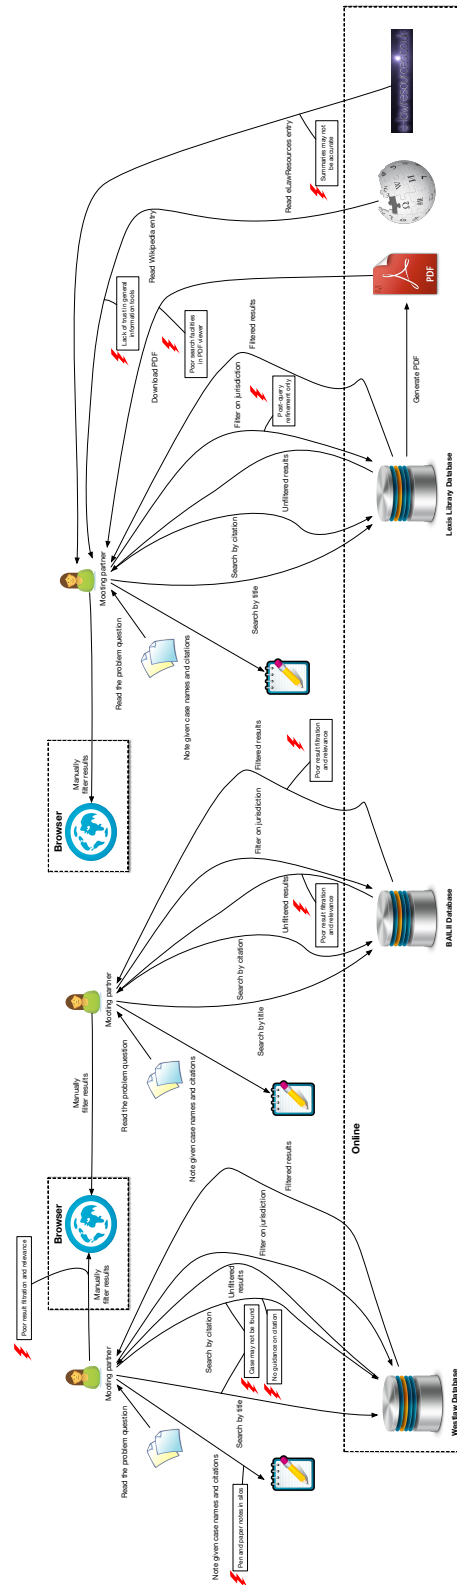 Poor result filtration and relevance
Browser
Manually
filter results
Mooting partner
Read the problem question
Note given case names and citations
Pen and paper notes in silos
Search by title
Search by citation
Case may not be found
No guidance on citation
Unfiltered
results
Filter on jurisdiction
Filtered results
Westlaw Database
Online
Manually
filter results
Mooting partner
Read the problem question
Note given case names and citations
Search by title
Search by citation
Unfiltered results
Poor result filtration
and relevance
Filter on jurisdiction
Filtered results
Poor result filtration
and relevance
BAILII Database
Browser
Manually
filter results
Mooting partner
Read the problem question
Note given case names and citations
Search by title
Search by citation
Unfiltered results
Post-query
refinement only
Filter on jurisdiction
Filtered results
Lexis Library Database
Generate PDF
PDF
Download PDF
Poor search facilities
in PDF viewer
Read Wikipedia entry
Lack of trust in general
information tools
Read eLawResources entry
Summaries may not
be accurate
e-lawresources.co.uk